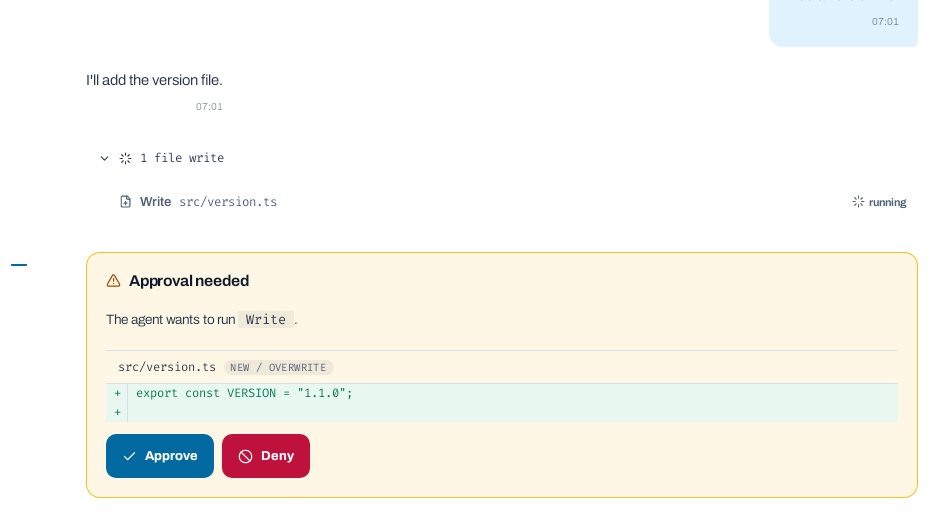 07:01
I'll add the version file.
07:01
1 file write
Write src/version.ts running
Approval needed
The agent wants to run Write .
src/version.ts NEW / OVERWRITE
+ export const VERSION = "1.1.0";
+
Approve Deny